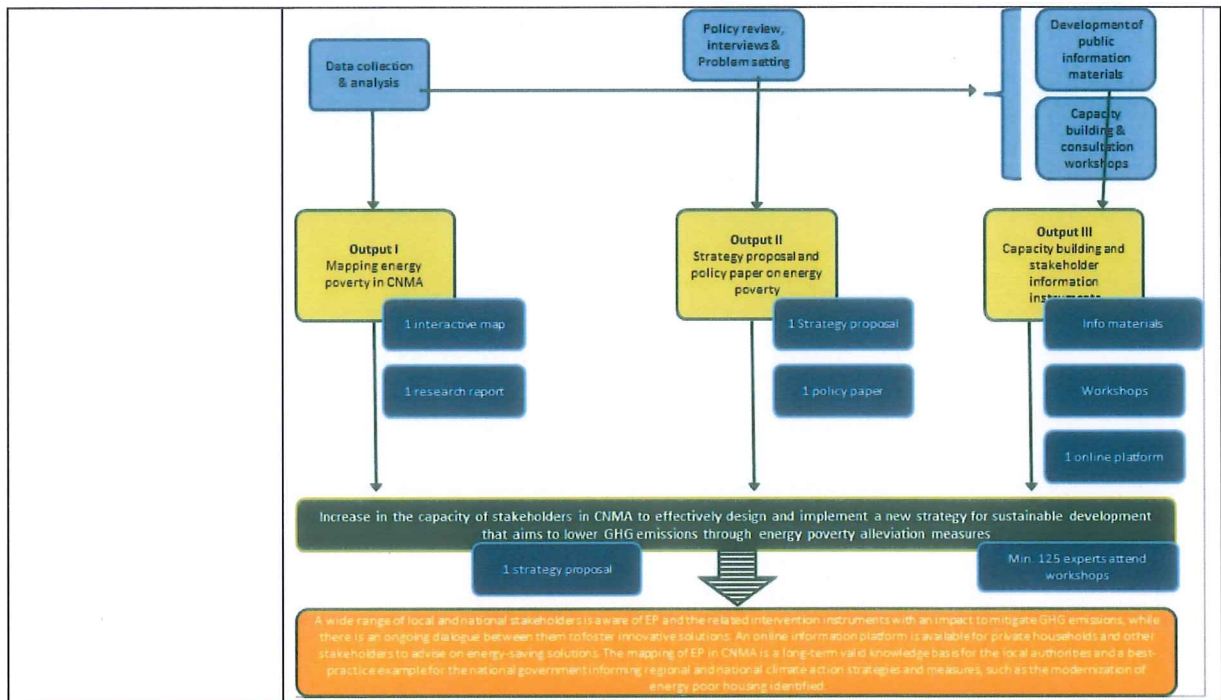 Data collection
& analysis
Policy review,
interviews &
Problem setting
Development of
public
information
materials
Capacity
building &
consultation
workshops
Output I
Mapping energy
poverty in CNMA
1 interactive map
1 research report
Output II
Strategy proposal and
policy paper on energy
poverty
1 Strategy proposal
1 policy paper
Output III
Capacity building and
stakeholder
information
instruments
Info materials
Workshops
1 online platform
Increase in the capacity of stakeholders in CNMA to effectively design and implement a new strategy for sustainable development
that aims to lower GHG emissions through energy poverty alleviation measures
1 strategy proposal
Min. 125 experts attend
workshops
A wide range of local and national stakeholders is aware of EP and the related intervention instruments with an impact to mitigate GHG emissions, while
there is an ongoing dialogue between them to foster innovative solutions. An online information platform is available for private households and other
stakeholders to advise on energy-saving solutions. The mapping of EP in CNMA is a long-term valid knowledge basis for the local authorities and a best-
practice example for the national government informing regional and national climate action strategies and measures, such as the modernization of
energy poor housing identified.